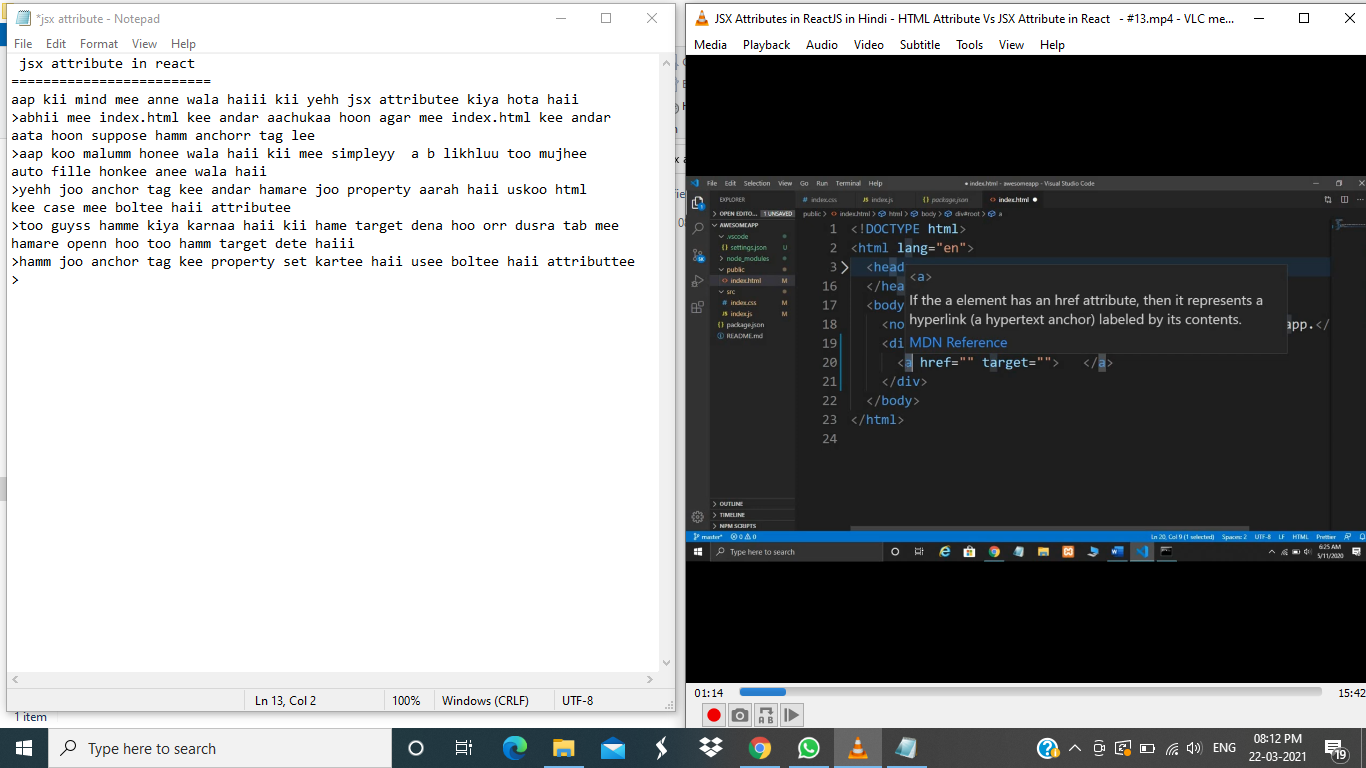 *jsx attribute - Notepad
File Edit Format View Help
jsx attribute in react
=========================
aap kii mind mee anne wala haiii kii yehh jsx attributee kiya hota haii
>abhii mee index.html kee andar aachukaa hoon agar mee index.html kee andar
aata hoon suppose hamm anchorr tag lee
>aap koo malumm honee wala haii kii mee simpleyy a b likhluu too mujhee
auto fille honkee anee wala haii
>yehh joo anchor tag kee andar hamare joo property aarah haii uskoo html
kee case mee boltee haii attributee
>too guyss hamme kiya karnaa haii kii hame target dena hoo orr dusra tab mee
hamare openn hoo too hamm target dete haiii
>hamm joo anchor tag kee property set kartee haii usee boltee haii attributtee
>
Ln 13, Col 2 100% Windows (CRLF) UTF-8
1 item
JSX Attributes in ReactJS in Hindi - HTML Attribute Vs JSX Attribute in React - #13.mp4 - VLC me...
Media Playback Audio Video Subtitle Tools View Help
File Edit Selection View Go Run Terminal Help
● index.html - awesomeapp - Visual Studio Code
EXPLORER
OPEN EDITO... 1 UNSAVED
AWESOMEAPP
.vscode
settings.json U
node_modules
public
index.html M
src
index.css M
index.js M
package.json
README.md
OUTLINE
TIMELINE
NPM SCRIPTS
index.css index.js package.json index.html
public > index.html > html > body > div#root > a
1 <!DOCTYPE html>
2 <html lang="en">
3 <head
16 </hea
17 <body
18 <no app.</
19 <di
20 <a href="" target=""> </a>
21 </div>
22 </body>
23 </html>
24
<a>
If the a element has an href attribute, then it represents a
hyperlink (a hypertext anchor) labeled by its contents.
MDN Reference
master* 0 0 Ln 20, Col 9 (1 selected) Spaces: 2 UTF-8 LF HTML Prettier
Type here to search
6:25 AM
5/11/2020
01:14 15:42
Type here to search
ENG
08:12 PM
22-03-2021
19